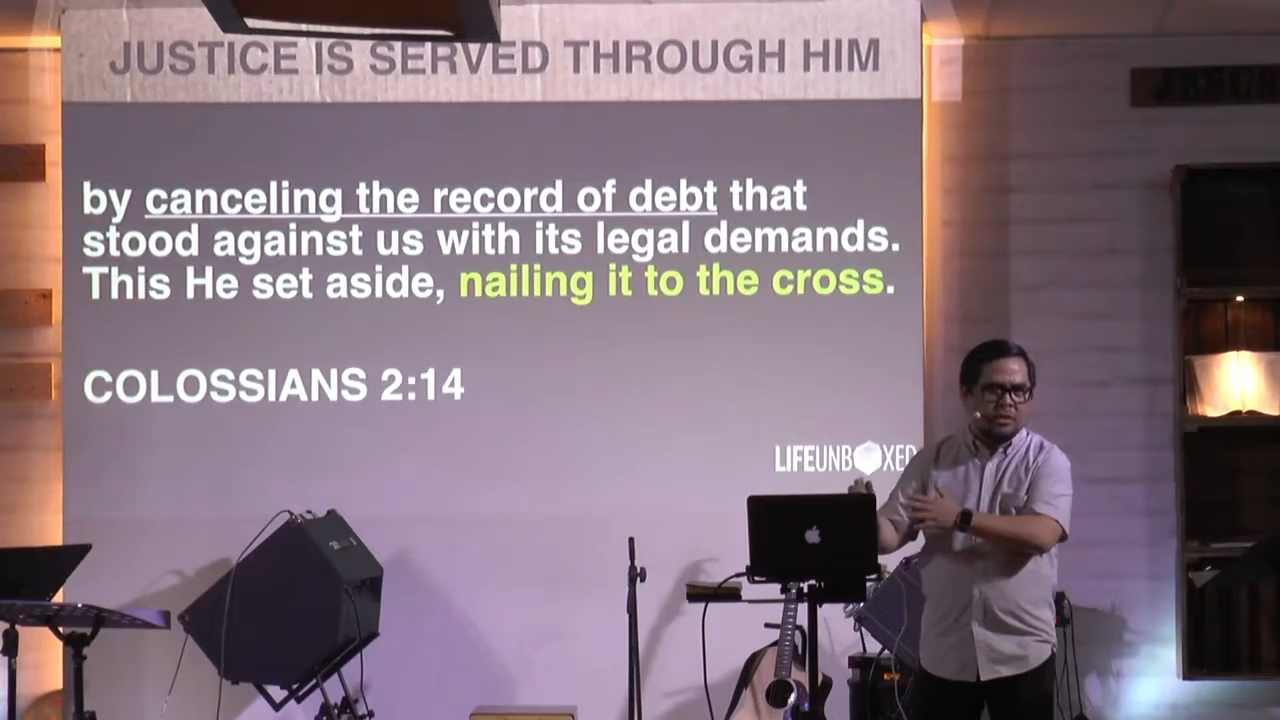 JUSTICE IS SERVED THROUGH HIM
by canceling the record of debt that
stood against us with its legal demands.
This He set aside, nailing it to the cross.
COLOSSIANS 2:14
LIFEUNBOXED